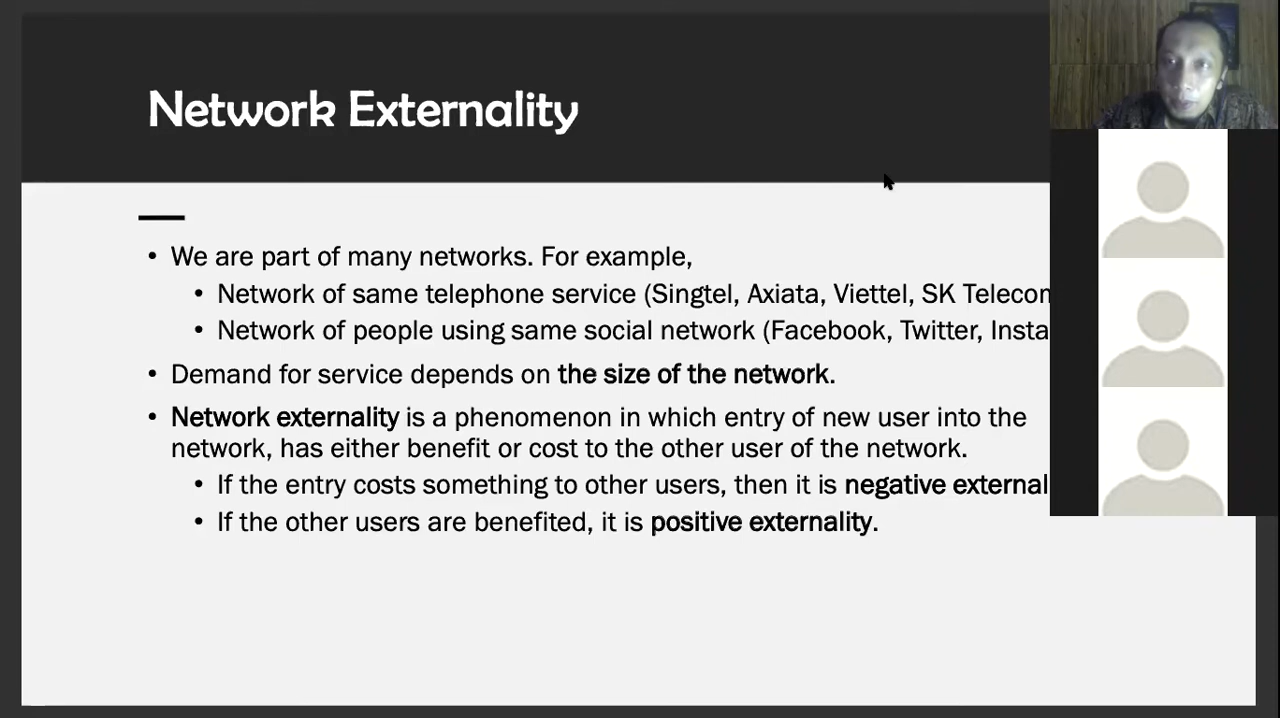 Network Externality
• We are part of many networks. For example,
• Network of same telephone service (Singtel, Axiata, Viettel, SK Telecom
• Network of people using same social network (Facebook, Twitter, Insta
• Demand for service depends on the size of the network.
• Network externality is a phenomenon in which entry of new user into the
network, has either benefit or cost to the other user of the network.
• If the entry costs something to other users, then it is negative external
• If the other users are benefited, it is positive externality.